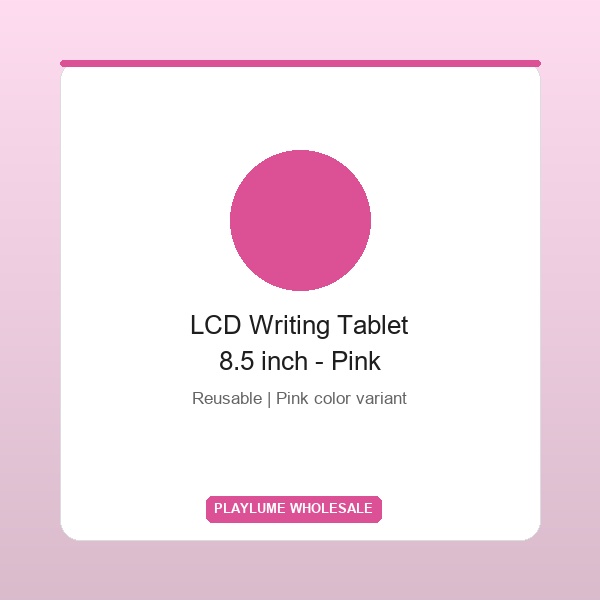 LCD Writing Tablet
8.5 inch - Pink
Reusable | Pink color variant
PLAYLUME WHOLESALE